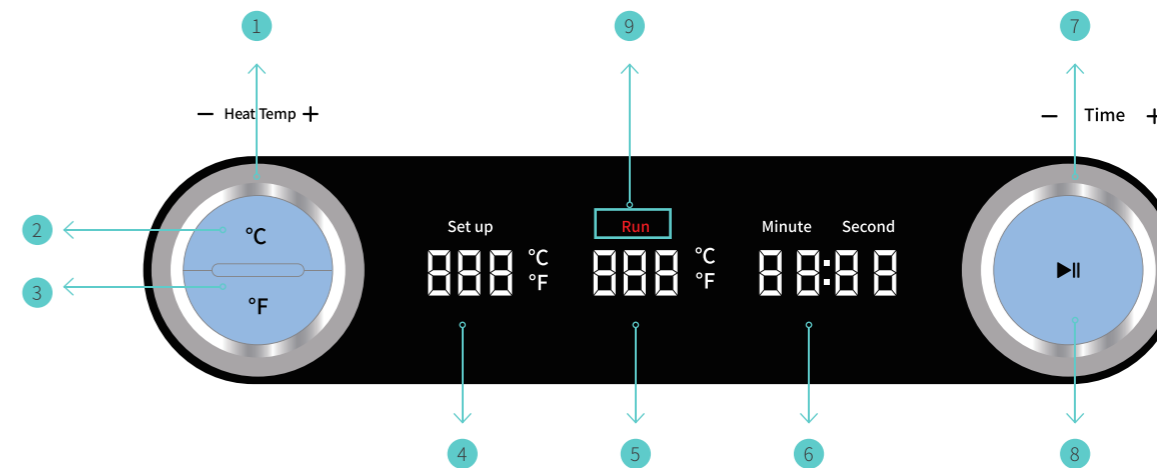 1 9 7
− Heat Temp + − Time +
Set up Run Minute Second
2 °C
°C °C
888 888 88:88
°F °F
▶II
3 °F
4 5 6 8